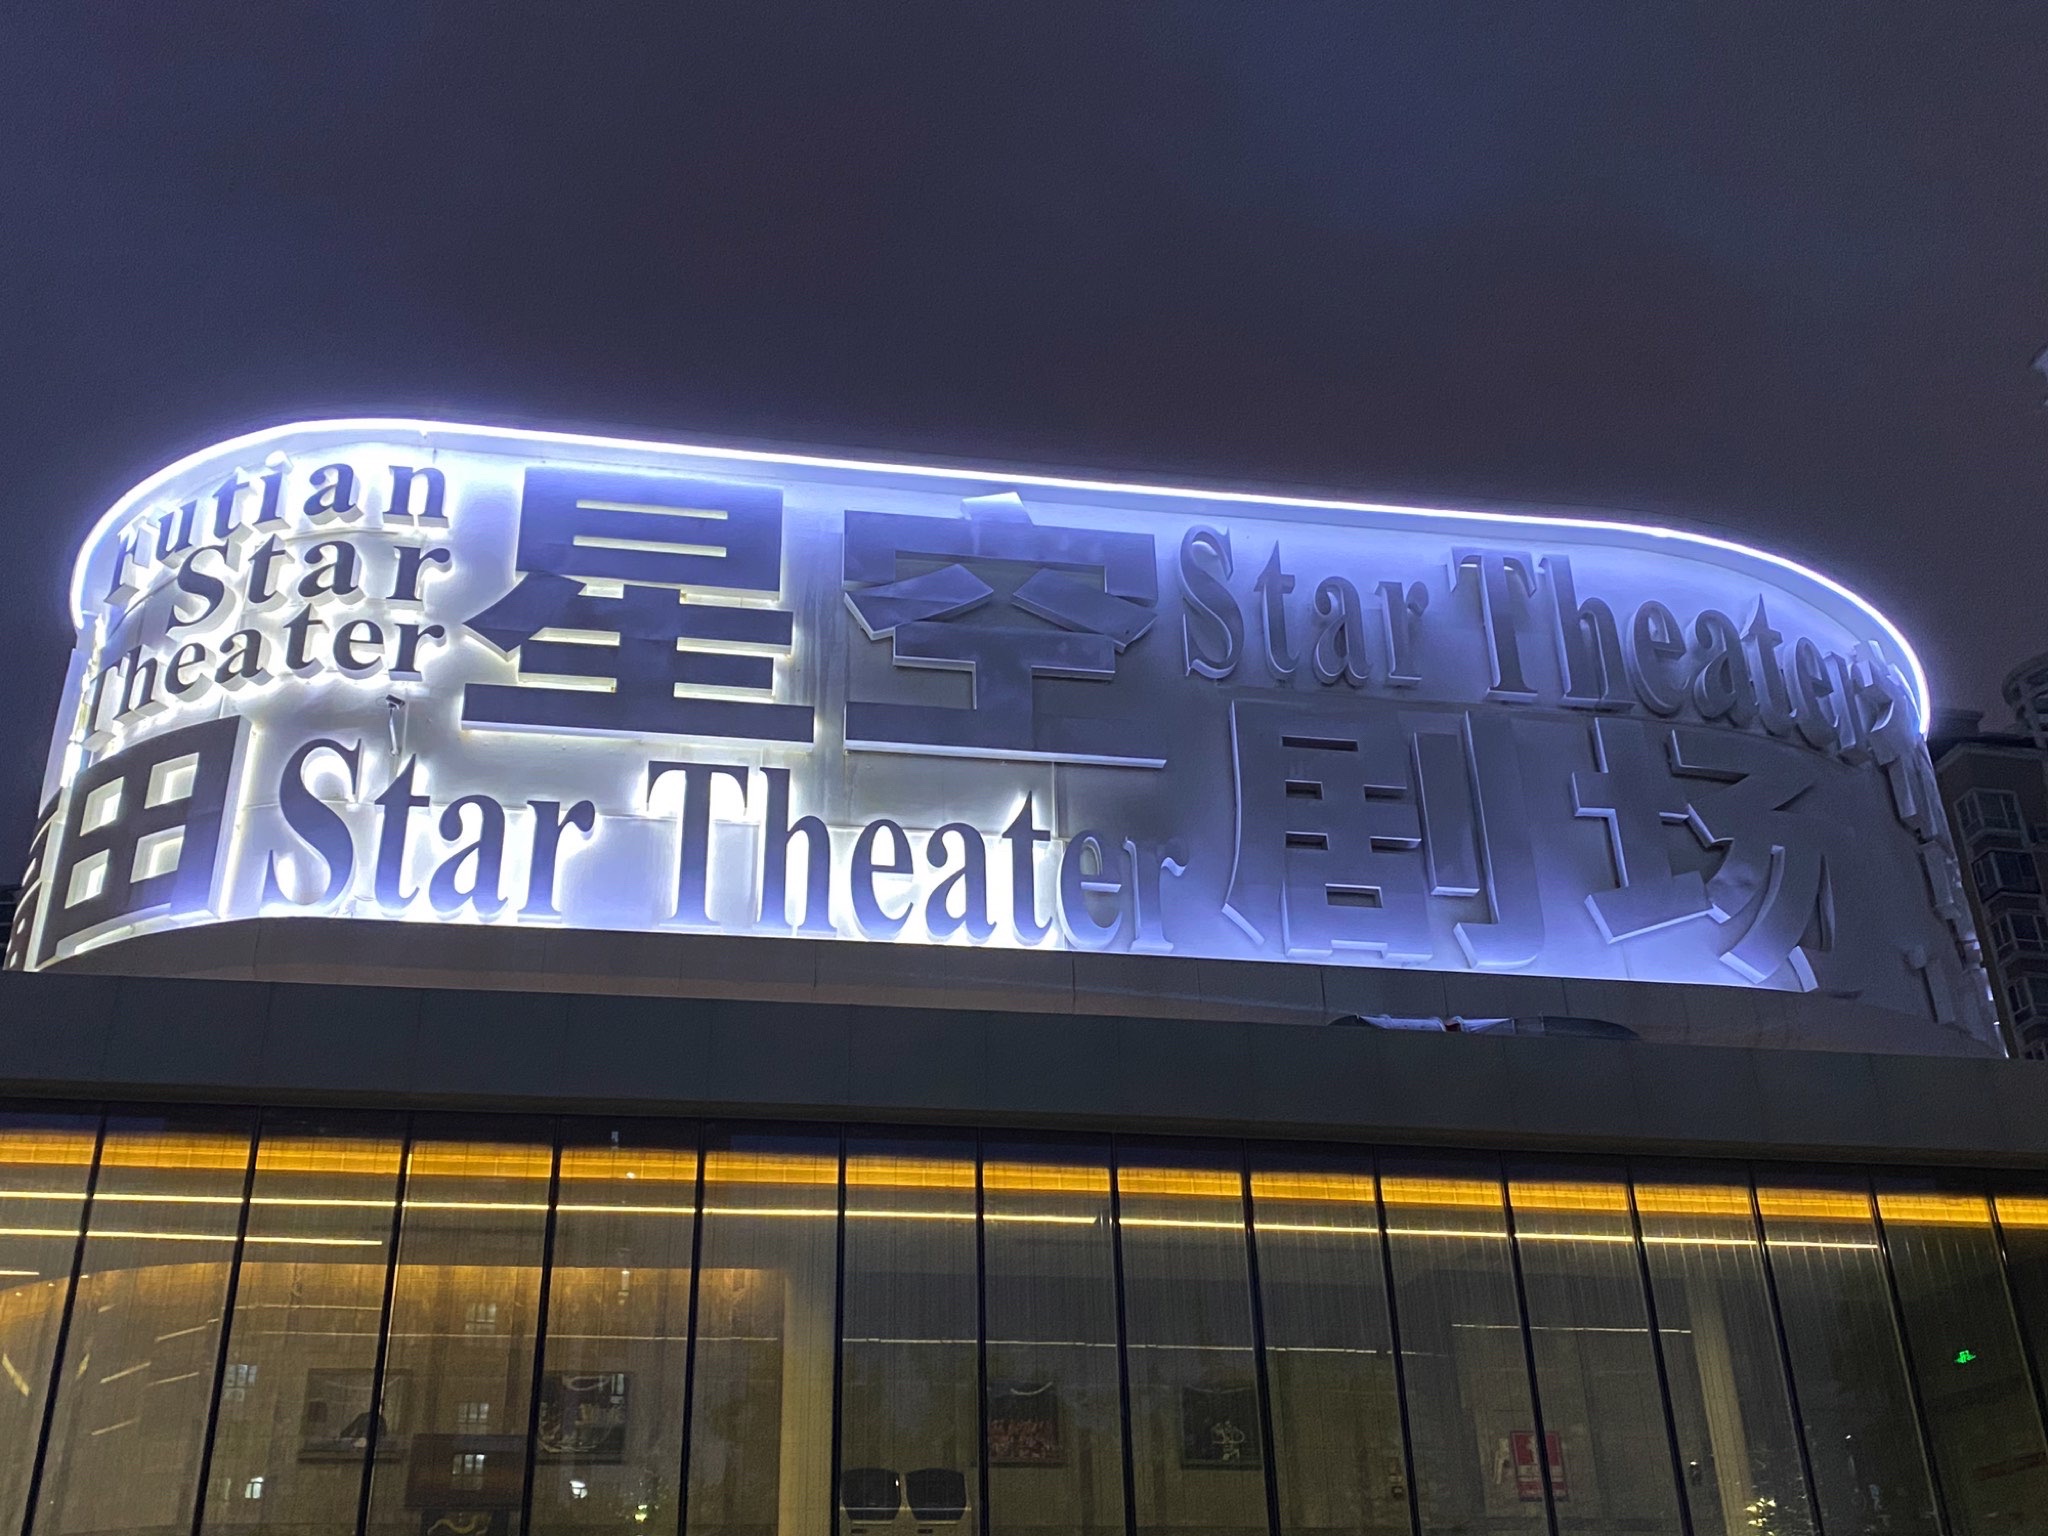 Futian
Star
Theater
星空
Star Theater
田
Star Theater
剧场